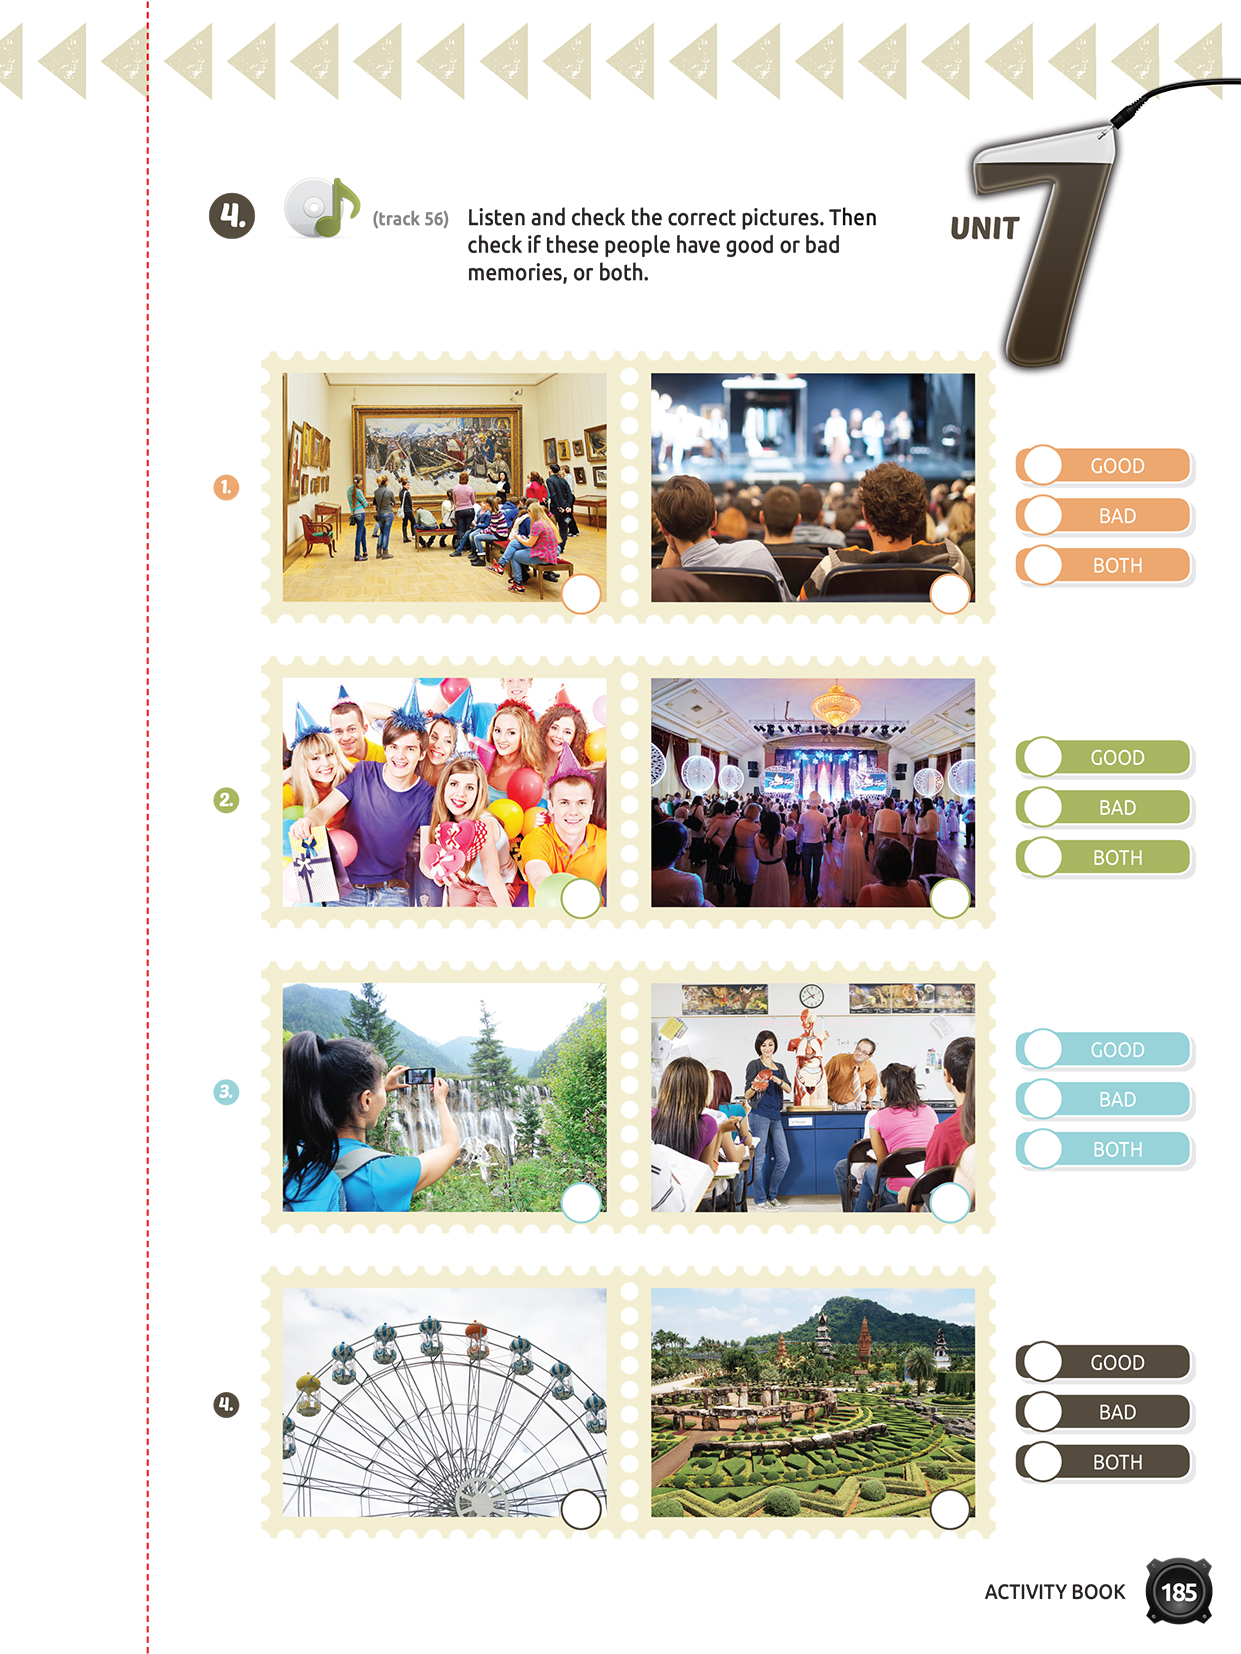 UNIT 7
4. (track 56) Listen and check the correct pictures. Then
check if these people have good or bad
memories, or both.
1.
GOOD
BAD
BOTH
2.
GOOD
BAD
BOTH
3.
GOOD
BAD
BOTH
4.
GOOD
BAD
BOTH
ACTIVITY BOOK 185